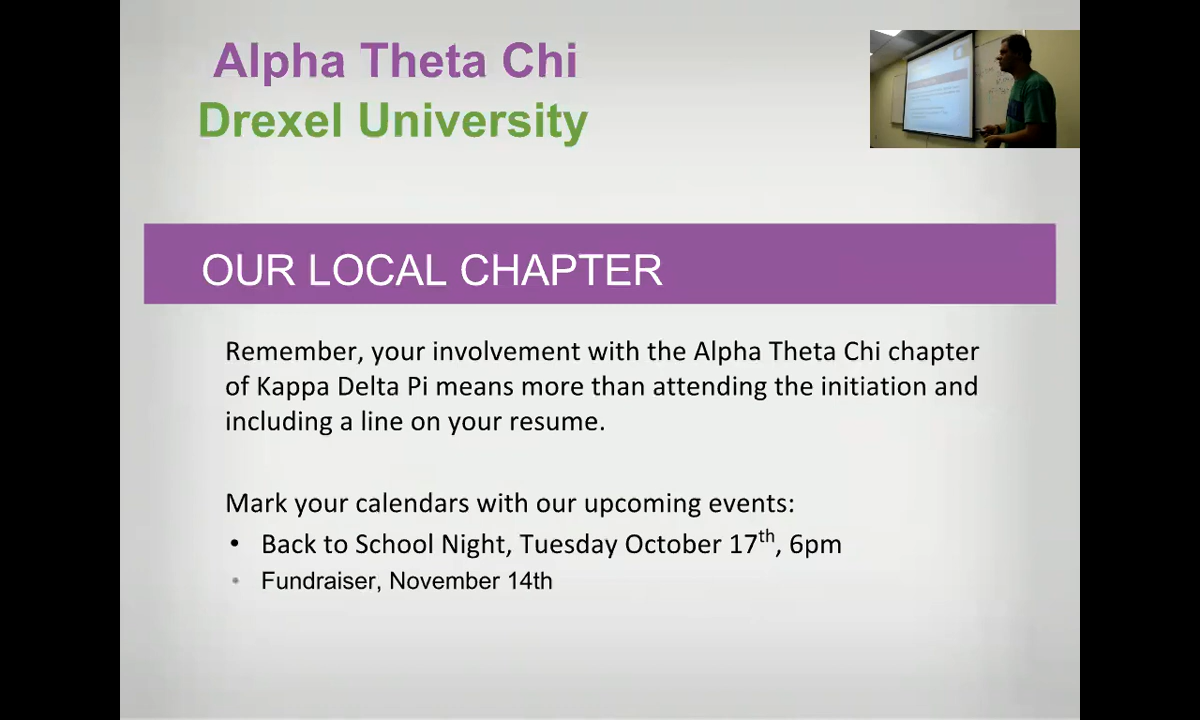 Alpha Theta Chi
Drexel University
OUR LOCAL CHAPTER
Remember, your involvement with the Alpha Theta Chi chapter
of Kappa Delta Pi means more than attending the initiation and
including a line on your resume.
Mark your calendars with our upcoming events:
• Back to School Night, Tuesday October 17th, 6pm
• Fundraiser, November 14th